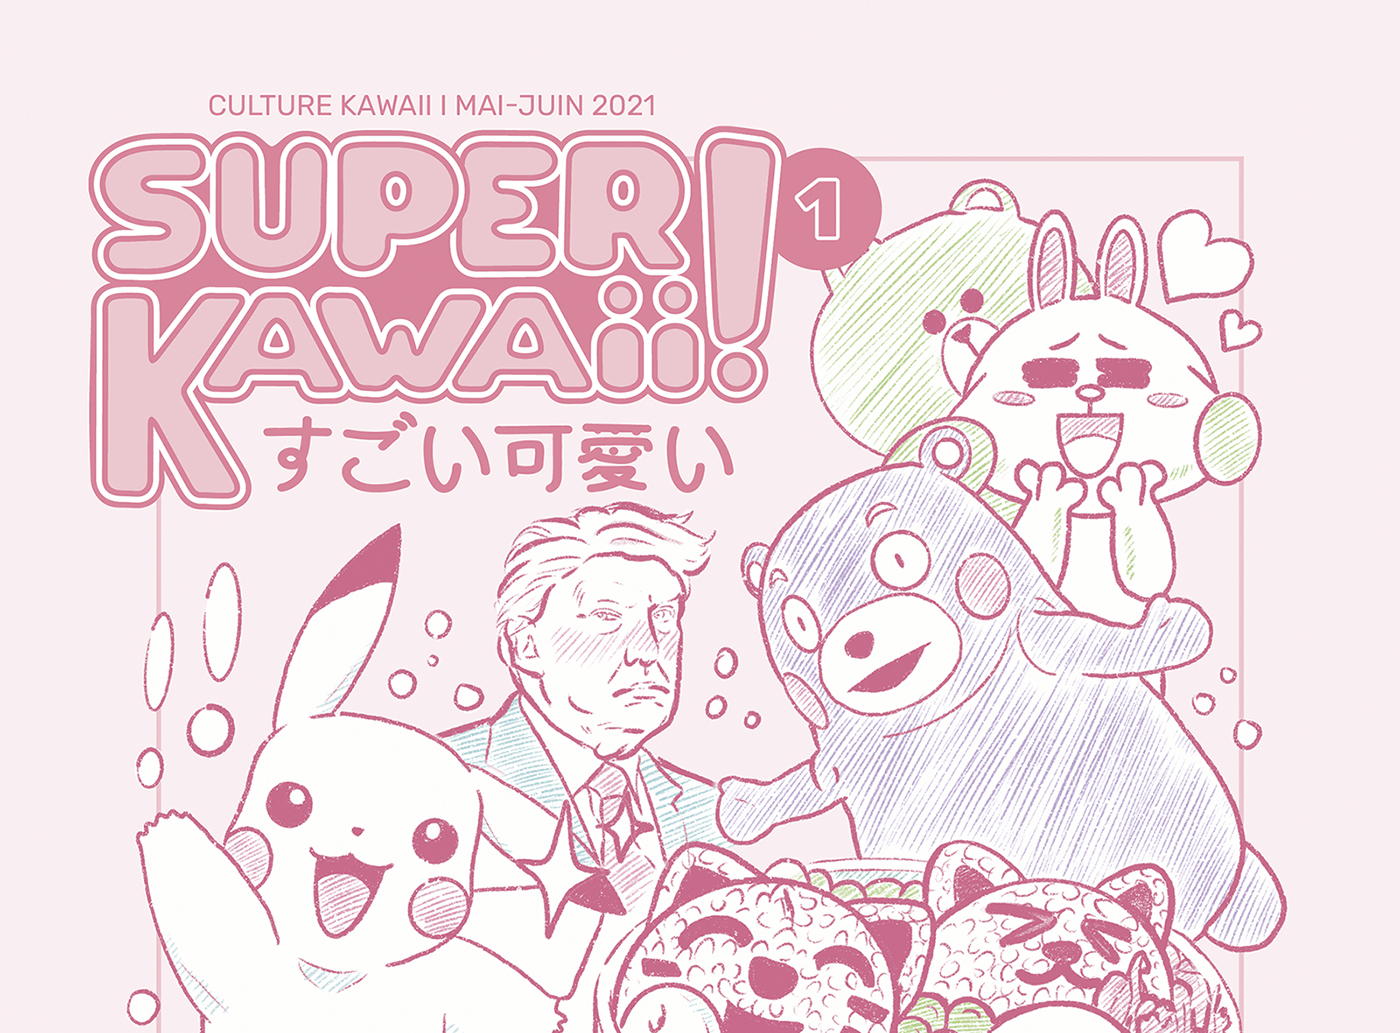 CULTURE KAWAII I MAI-JUIN 2021
SUPER
KAWAii!
1
すごい可愛い